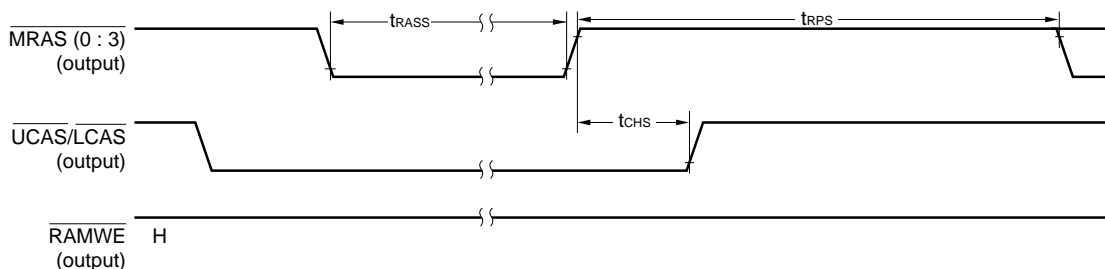 tRASS
tRPS
MRAS (0 : 3)
(output)
tCHS
UCAS/LCAS
(output)
RAMWE H
(output)